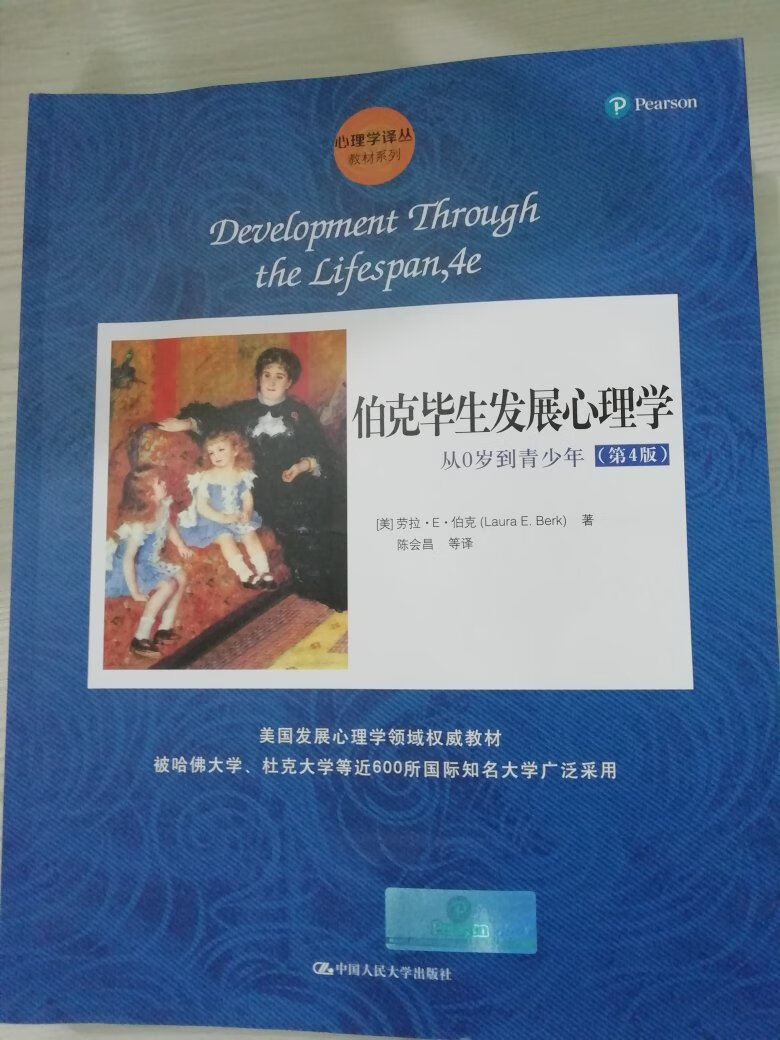 Pearson
心理学译丛
教材系列
Development Through
the Lifespan,4e
伯克毕生发展心理学
从0岁到青少年（第4版）
[美] 劳拉·E·伯克 (Laura E. Berk) 著
陈会昌 等译
美国发展心理学领域权威教材
被哈佛大学、杜克大学等近600所国际知名大学广泛采用
Pearson
中国人民大学出版社